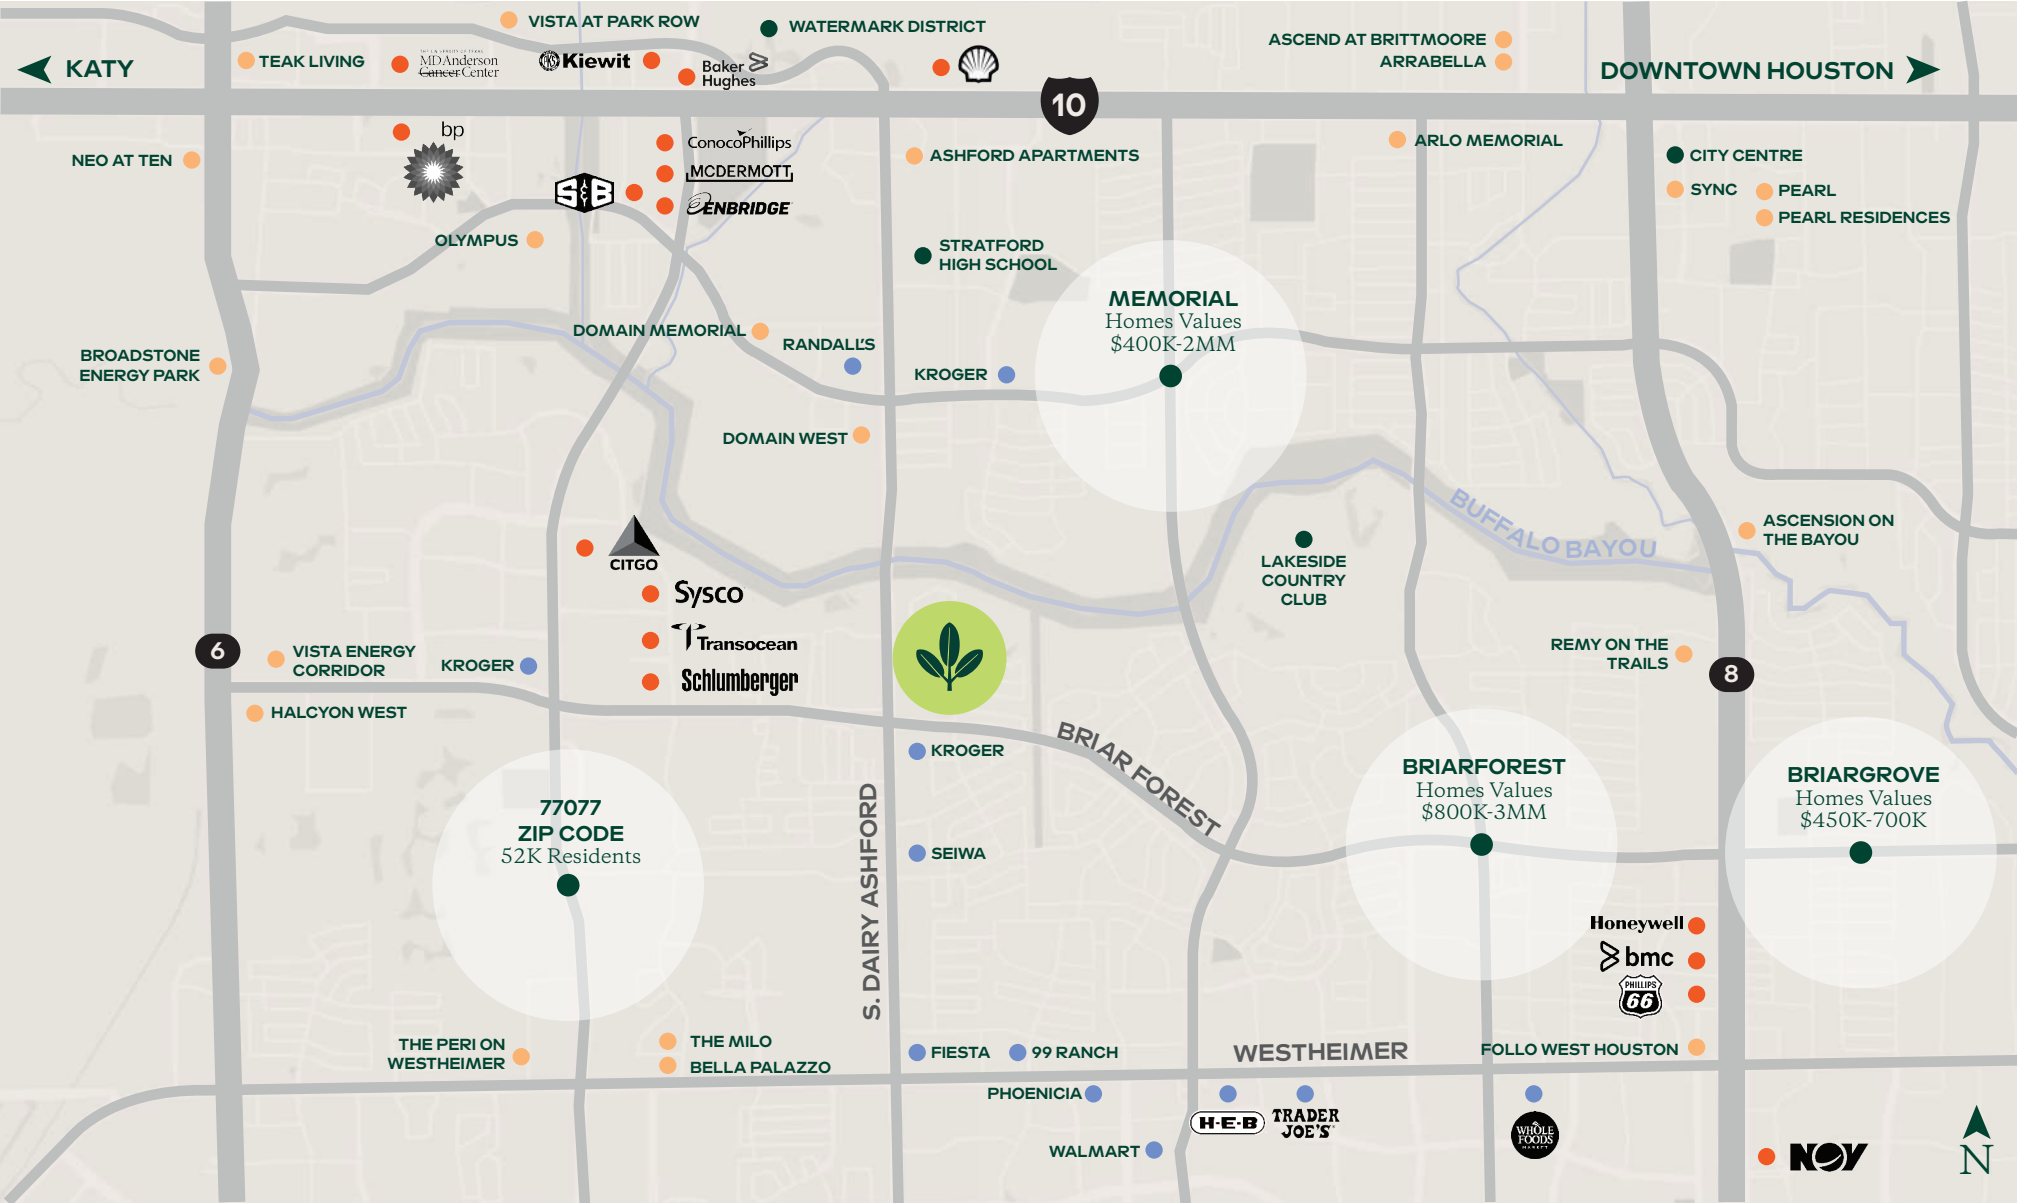 VISTA AT PARK ROW
WATERMARK DISTRICT
ASCEND AT BRITTMOORE
ARRABELLA
KATY
TEAK LIVING
THE UNIVERSITY OF TEXAS
MD Anderson
Cancer Center
Kiewit
Baker
Hughes
DOWNTOWN HOUSTON
10
NEO AT TEN
bp
ConocoPhillips
MCDERMOTT
ENBRIDGE
S&B
ASHFORD APARTMENTS
ARLO MEMORIAL
CITY CENTRE
SYNC
PEARL
PEARL RESIDENCES
OLYMPUS
STRATFORD
HIGH SCHOOL
MEMORIAL
Homes Values
$400K-2MM
DOMAIN MEMORIAL
RANDALL'S
BROADSTONE
ENERGY PARK
KROGER
DOMAIN WEST
BUFFALO BAYOU
ASCENSION ON
THE BAYOU
CITGO
LAKESIDE
COUNTRY
CLUB
Sysco
Transocean
Schlumberger
6
VISTA ENERGY
CORRIDOR
KROGER
REMY ON THE
TRAILS
8
HALCYON WEST
BRIAR FOREST
KROGER
77077
ZIP CODE
52K Residents
S. DAIRY ASHFORD
SEIWA
BRIARFOREST
Homes Values
$800K-3MM
BRIARGROVE
Homes Values
$450K-700K
Honeywell
bmc
PHILLIPS
66
THE PERI ON
WESTHEIMER
THE MILO
BELLA PALAZZO
FIESTA
99 RANCH
WESTHEIMER
FOLLO WEST HOUSTON
PHOENICIA
H-E-B
TRADER
JOE'S
WHOLE
FOODS
MARKET
WALMART
NOV
N